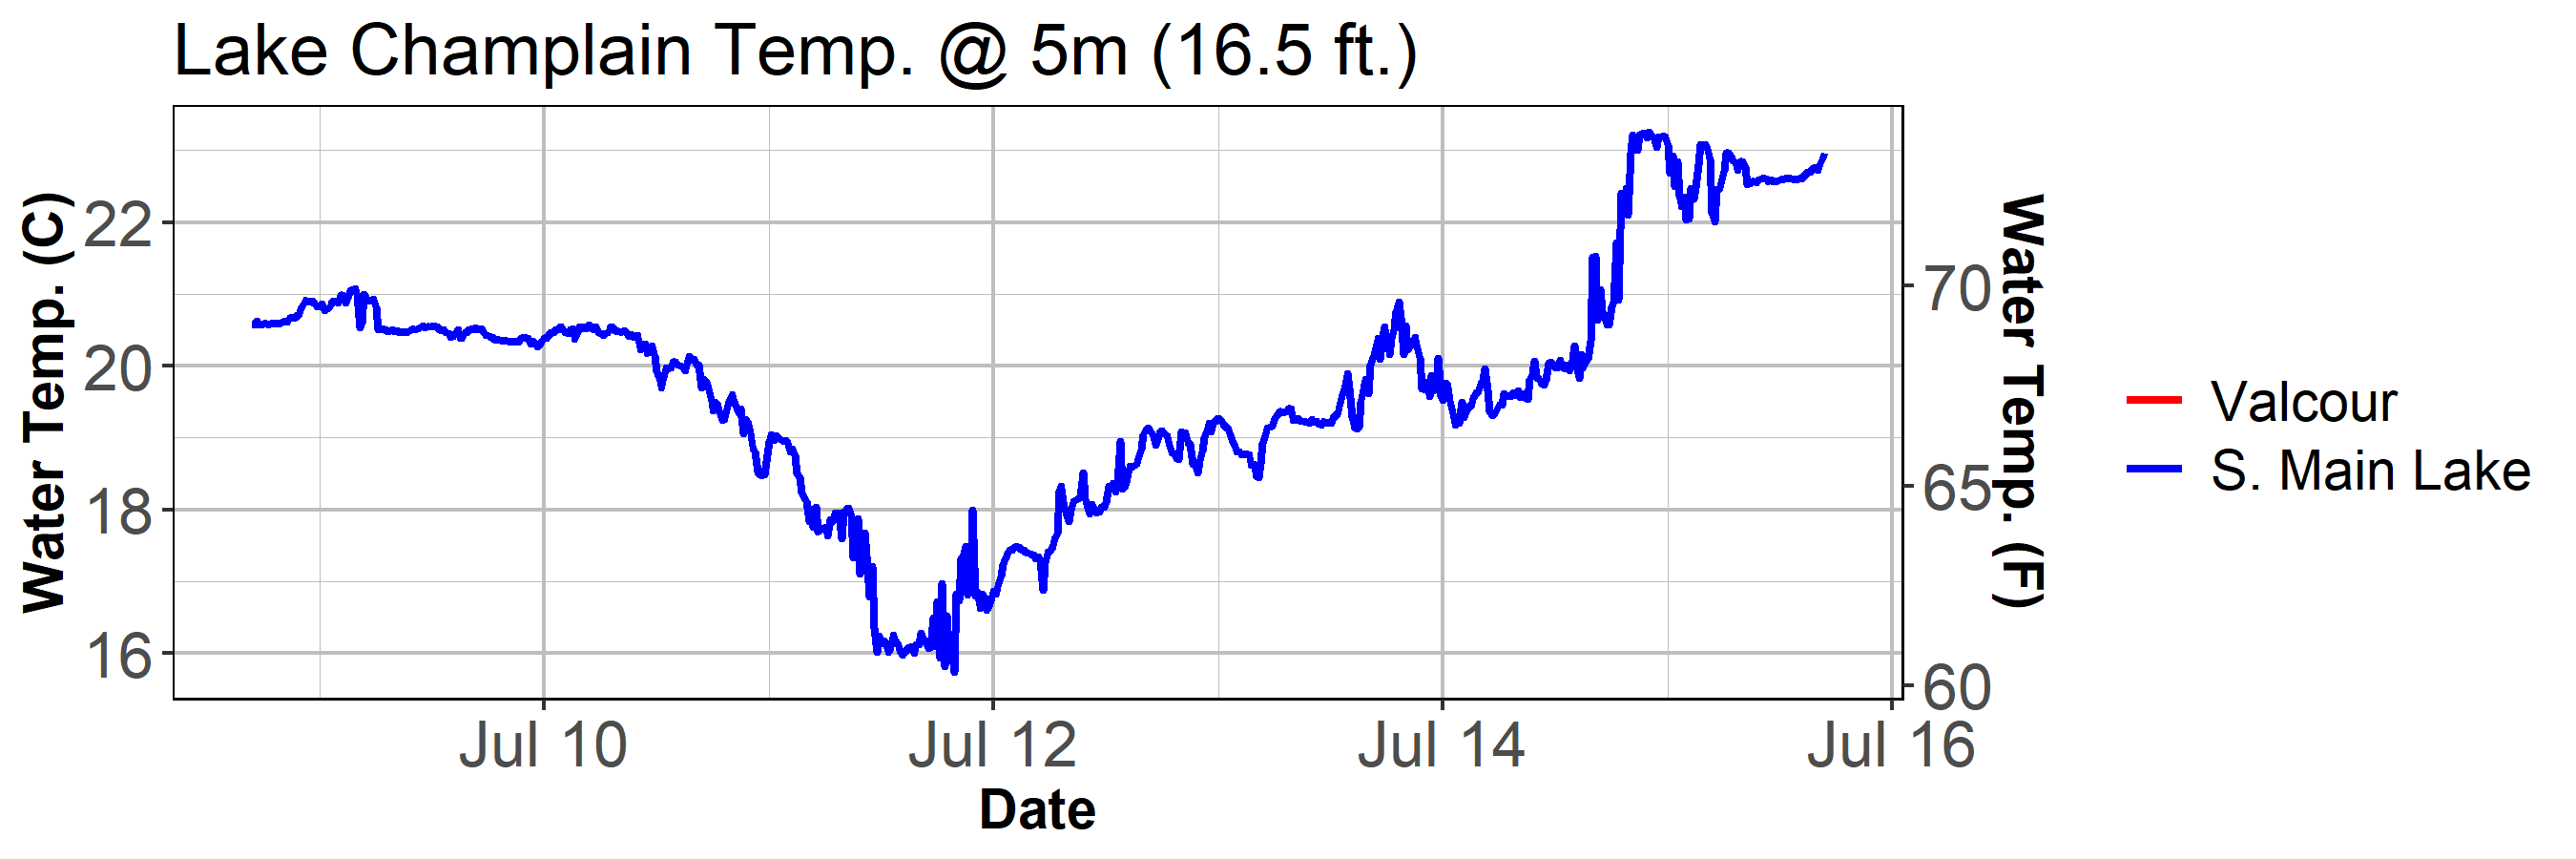 Lake Champlain Temp. @ 5m (16.5 ft.)
Water Temp. (C)
22
20
18
16
70
65
60
Water Temp. (F)
Jul 10
Jul 12
Jul 14
Jul 16
Date
Valcour
S. Main Lake